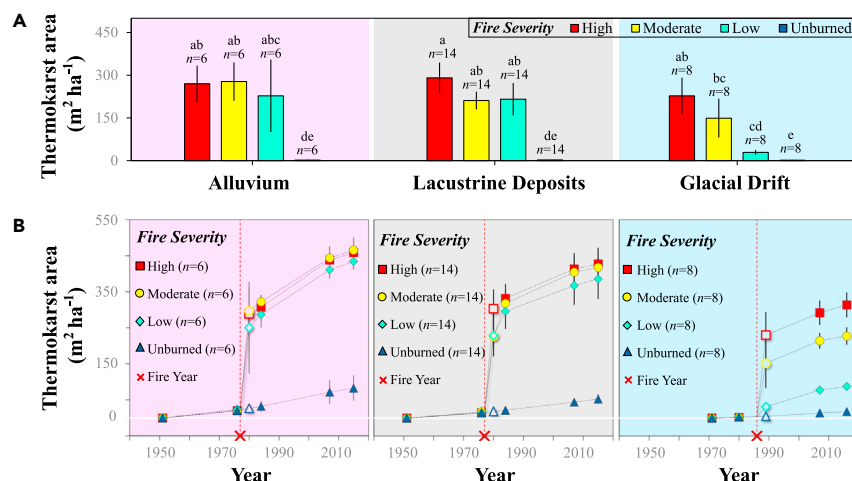 A
Thermokarst area
(m² ha⁻¹)
450
300
150
0
Fire Severity High Moderate Low Unburned
ab
n=6
ab
n=6
abc
n=6
de
n=6
a
n=14
ab
n=14
ab
n=14
de
n=14
ab
n=8
bc
n=8
cd
n=8
e
n=8
Alluvium
Lacustrine Deposits
Glacial Drift
B
Thermokarst area
(m² ha⁻¹)
550
350
150
0
Fire Severity
High (n=6)
Moderate (n=6)
Low (n=6)
Unburned (n=6)
Fire Year
1950 1970 1990 2010
Year
Fire Severity
High (n=14)
Moderate (n=14)
Low (n=14)
Unburned (n=14)
Fire Year
1950 1970 1990 2010
Year
Fire Severity
High (n=8)
Moderate (n=8)
Low (n=8)
Unburned (n=8)
Fire Year
1950 1970 1990 2010
Year